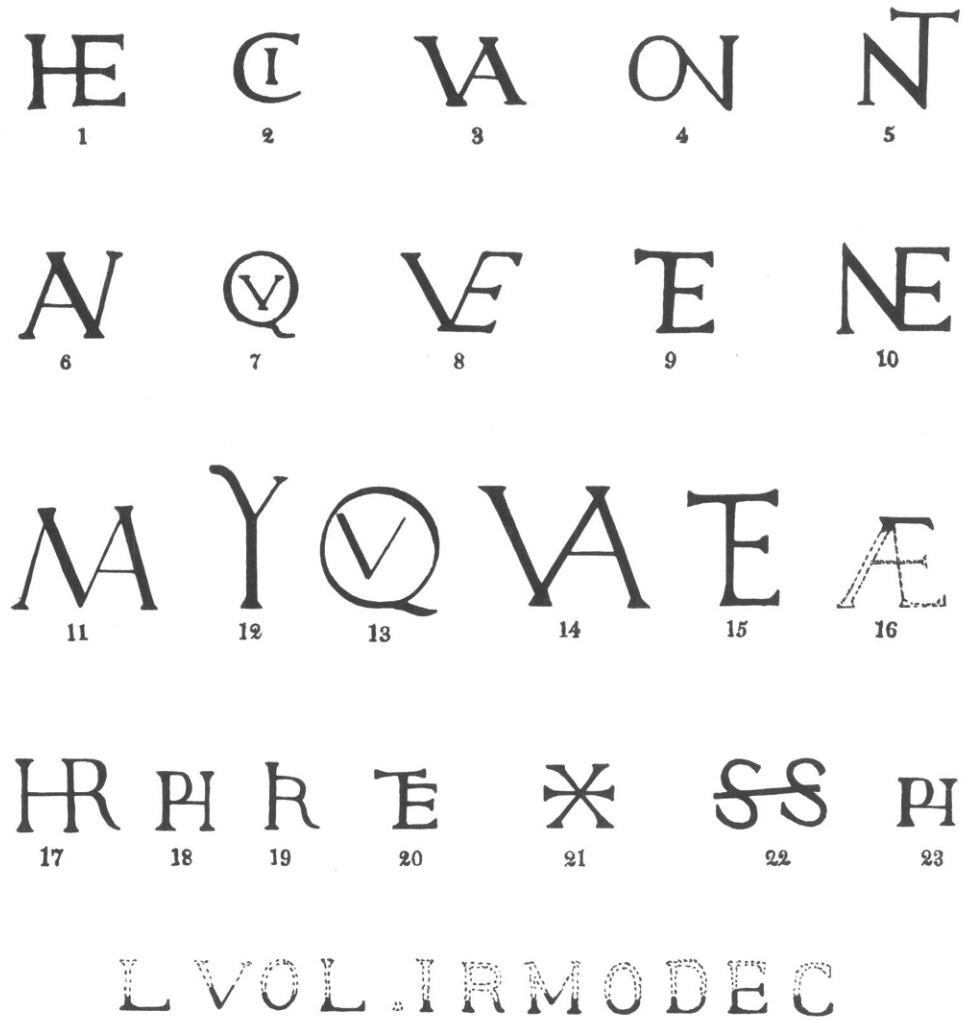 HE CI VA ON NT
1 2 3 4 5
AN QV VE TE NE
6 7 8 9 10
MA Y QV VA TE Æ
11 12 13 14 15 16
HR PH HR TE X SS PH
17 18 19 20 21 22 23
L VOL . IRMODEC